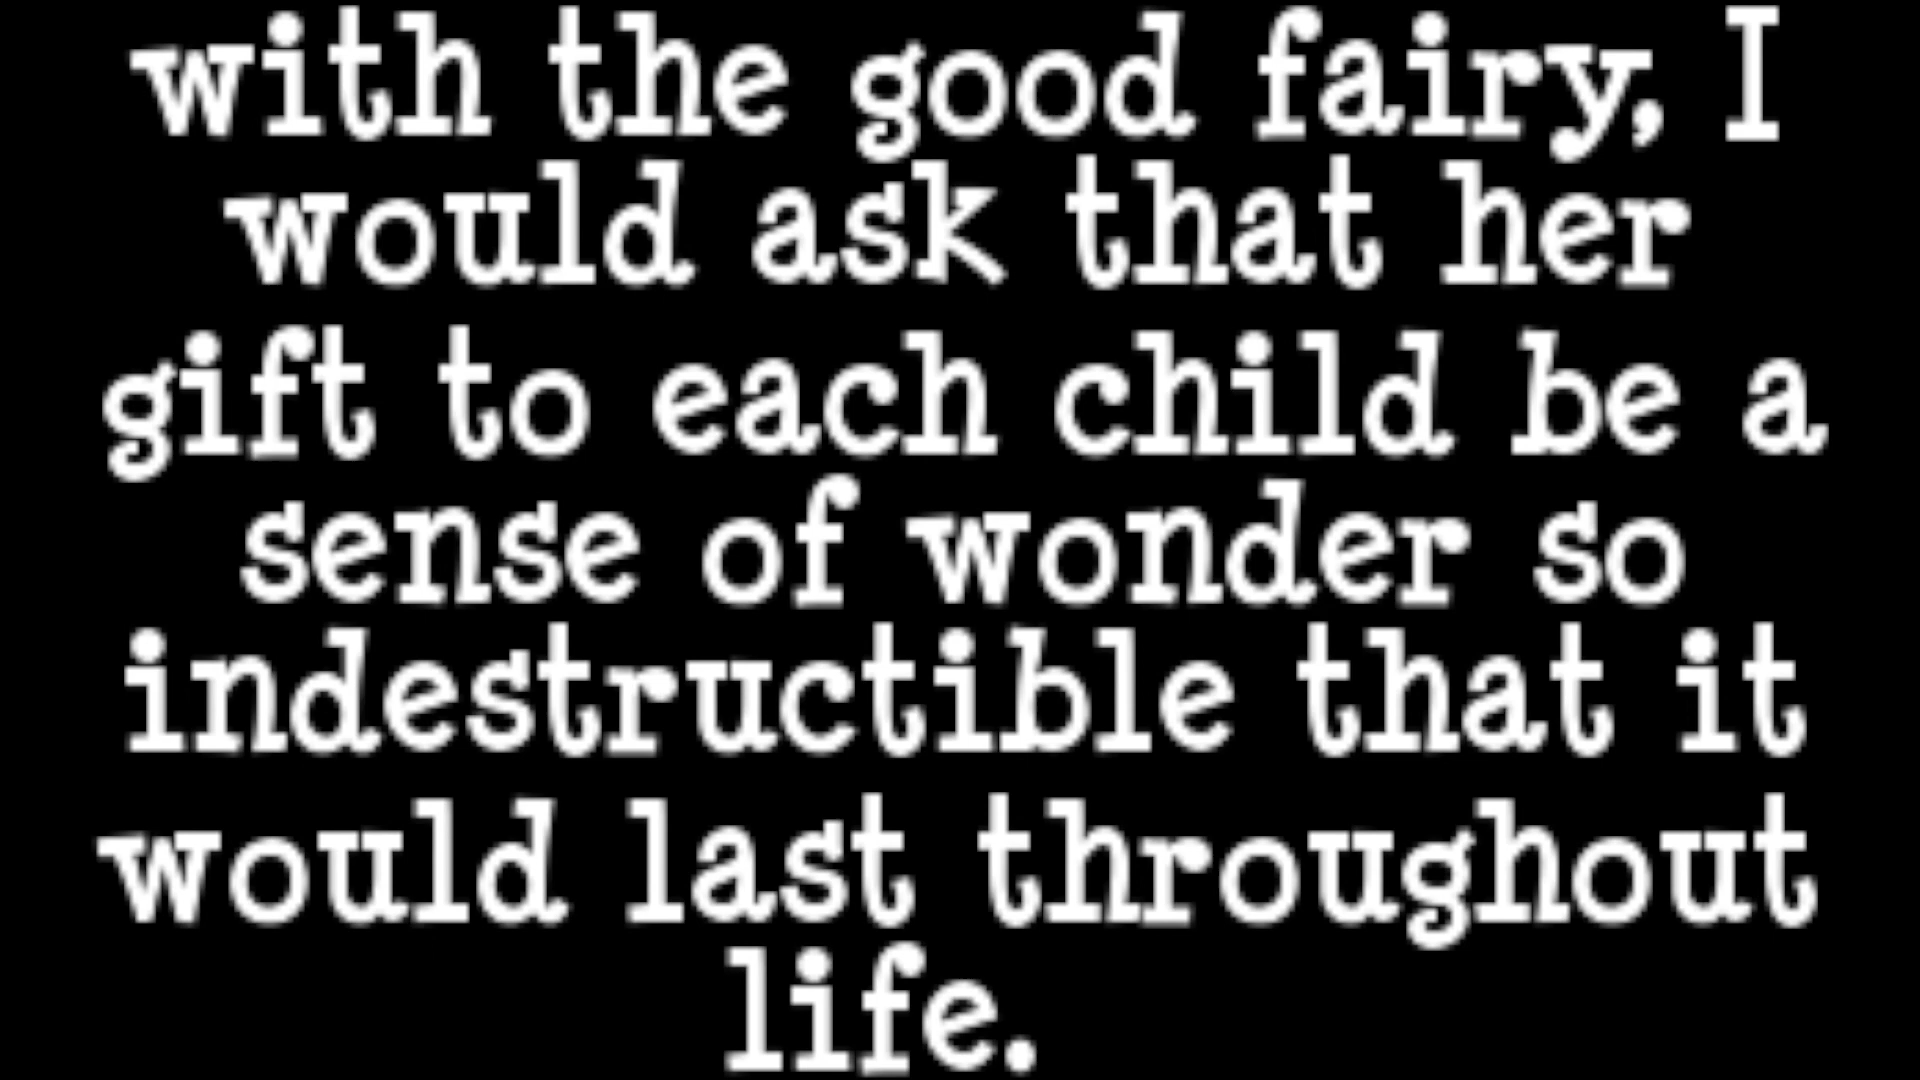 with the good fairy, I
would ask that her
gift to each child be a
sense of wonder so
indestructible that it
would last throughout
life.